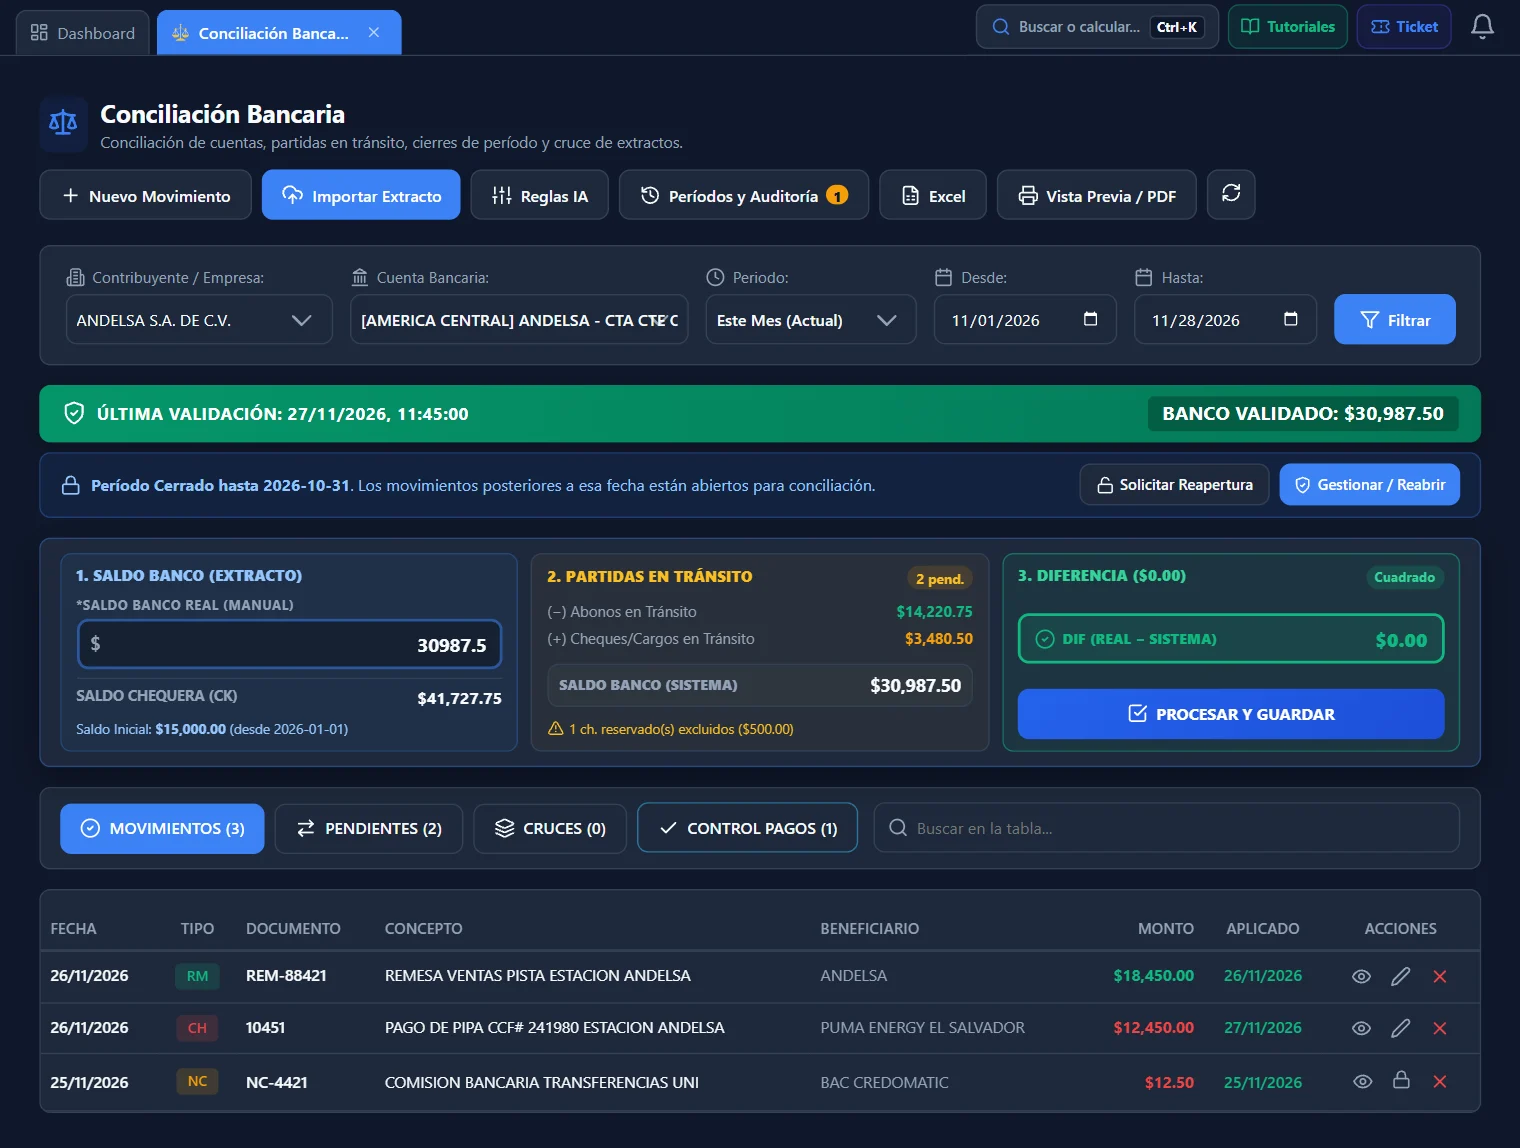 Dashboard
Conciliación Banca...
Buscar o calcular...
Ctrl+K
Tutoriales
Ticket
Conciliación Bancaria
Conciliación de cuentas, partidas en tránsito, cierres de período y cruce de extractos.
Nuevo Movimiento
Importar Extracto
Reglas IA
Períodos y Auditoría 1
Excel
Vista Previa / PDF
Contribuyente / Empresa:
Cuenta Bancaria:
Periodo:
Desde:
Hasta:
ANDELSA S.A. DE C.V.
[AMERICA CENTRAL] ANDELSA - CTA CTE C
Este Mes (Actual)
11/01/2026
11/28/2026
Filtrar
ÚLTIMA VALIDACIÓN: 27/11/2026, 11:45:00
BANCO VALIDADO: $30,987.50
Período Cerrado hasta 2026-10-31. Los movimientos posteriores a esa fecha están abiertos para conciliación.
Solicitar Reapertura
Gestionar / Reabrir
1. SALDO BANCO (EXTRACTO)
*SALDO BANCO REAL (MANUAL)
$ 30987.5
SALDO CHEQUERA (CK) $41,727.75
Saldo Inicial: $15,000.00 (desde 2026-01-01)
2. PARTIDAS EN TRÁNSITO
2 pend.
(−) Abonos en Tránsito $14,220.75
(+) Cheques/Cargos en Tránsito $3,480.50
SALDO BANCO (SISTEMA) $30,987.50
1 ch. reservado(s) excluidos ($500.00)
3. DIFERENCIA ($0.00)
Cuadrado
DIF (REAL − SISTEMA) $0.00
PROCESAR Y GUARDAR
MOVIMIENTOS (3)
PENDIENTES (2)
CRUCES (0)
CONTROL PAGOS (1)
Buscar en la tabla...
FECHA TIPO DOCUMENTO CONCEPTO BENEFICIARIO MONTO APLICADO ACCIONES
26/11/2026 RM REM-88421 REMESA VENTAS PISTA ESTACION ANDELSA ANDELSA $18,450.00 26/11/2026
26/11/2026 CH 10451 PAGO DE PIPA CCF# 241980 ESTACION ANDELSA PUMA ENERGY EL SALVADOR $12,450.00 27/11/2026
25/11/2026 NC NC-4421 COMISION BANCARIA TRANSFERENCIAS UNI BAC CREDOMATIC $12.50 25/11/2026